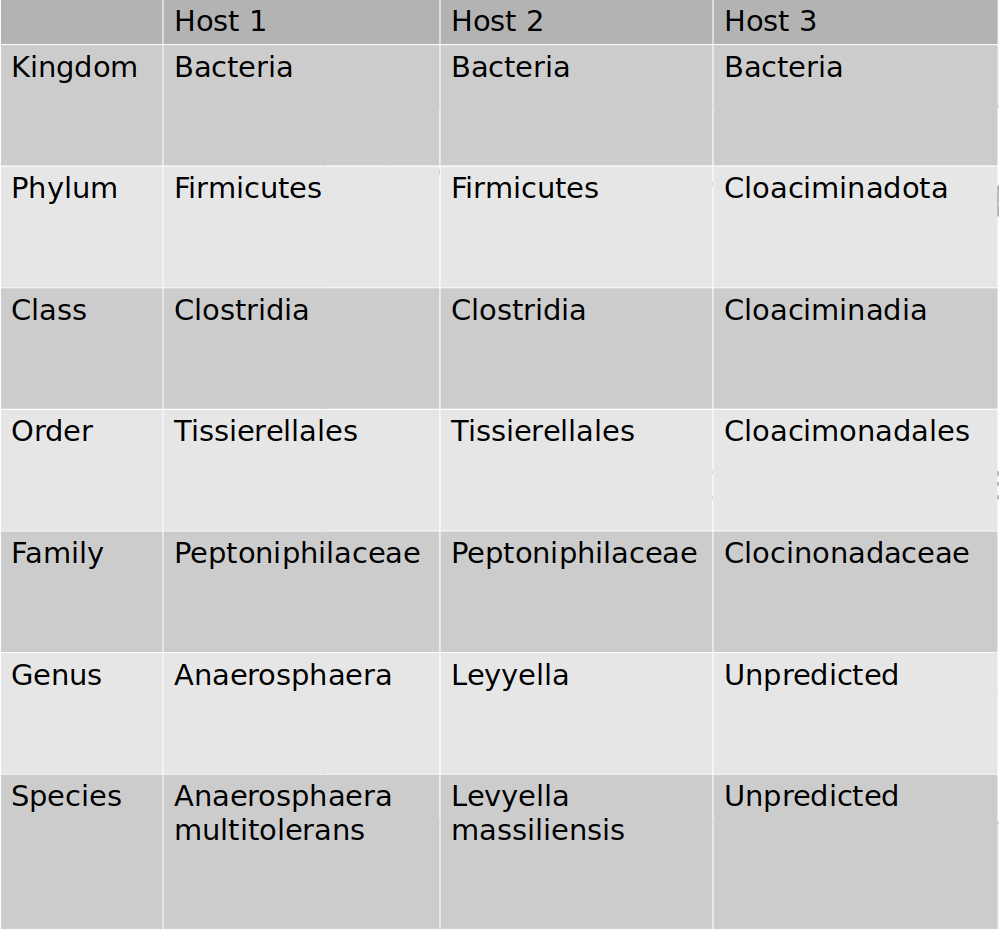 Host 1 Host 2 Host 3
Kingdom Bacteria Bacteria Bacteria
Phylum Firmicutes Firmicutes Cloaciminadota
Class Clostridia Clostridia Cloaciminadia
Order Tissierellales Tissierellales Cloacimonadales
Family Peptoniphilaceae Peptoniphilaceae Clocinonadaceae
Genus Anaerosphaera Leyyella Unpredicted
Species Anaerosphaera Levyella Unpredicted
multitolerans massiliensis